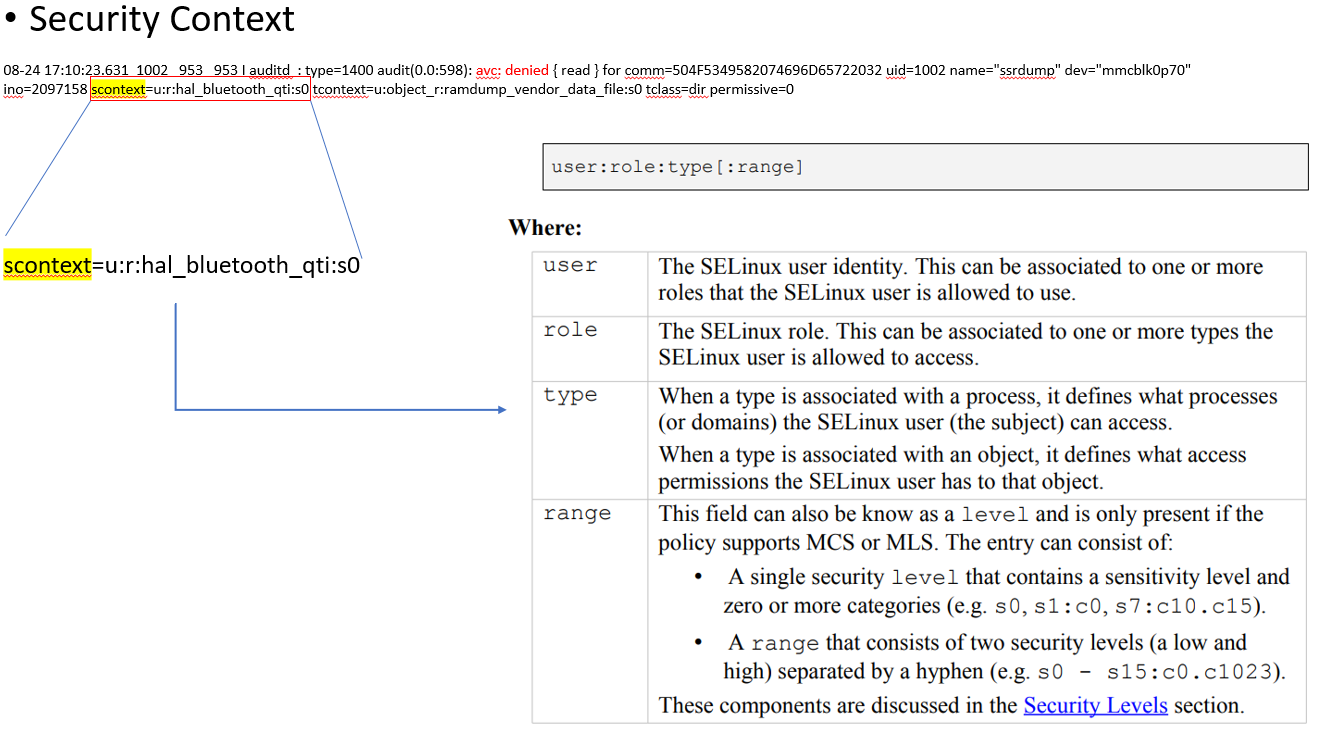 • Security Context
08-24 17:10:23.631 1002 953 953 I auditd : type=1400 audit(0.0:598): avc: denied { read } for comm=504F5349582074696D65722032 uid=1002 name="ssrdump" dev="mmcblk0p70"
ino=2097158 scontext=u:r:hal_bluetooth_qti:s0 tcontext=u:object_r:ramdump_vendor_data_file:s0 tclass=dir permissive=0
scontext=u:r:hal_bluetooth_qti:s0
user:role:type[:range]
Where:
user
The SELinux user identity. This can be associated to one or more
roles that the SELinux user is allowed to use.
role
The SELinux role. This can be associated to one or more types the
SELinux user is allowed to access.
type
When a type is associated with a process, it defines what processes
(or domains) the SELinux user (the subject) can access.
When a type is associated with an object, it defines what access
permissions the SELinux user has to that object.
range
This field can also be know as a level and is only present if the
policy supports MCS or MLS. The entry can consist of:
• A single security level that contains a sensitivity level and
zero or more categories (e.g. s0, s1:c0, s7:c10.c15).
• A range that consists of two security levels (a low and
high) separated by a hyphen (e.g. s0 - s15:c0.c1023).
These components are discussed in the Security Levels section.